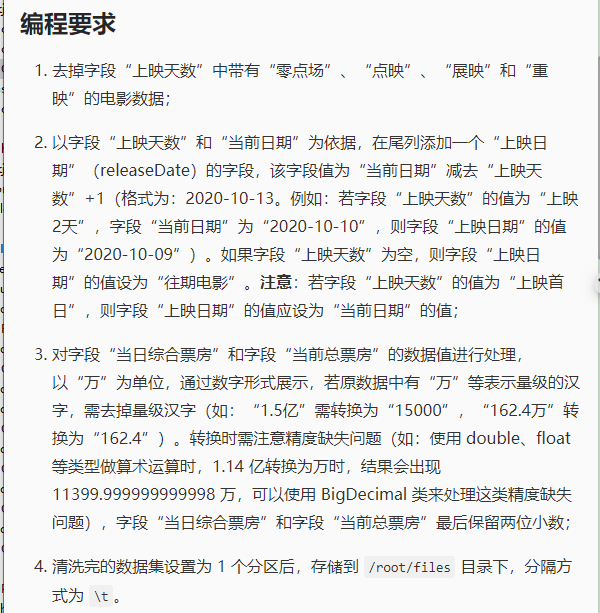 编程要求
1. 去掉字段“上映天数”中带有“零点场”、“点映”、“展映”和“重
映”的电影数据；
2. 以字段“上映天数”和“当前日期”为依据，在尾列添加一个“上映日
期”（releaseDate）的字段，该字段值为“当前日期”减去“上映天
数”+1（格式为：2020-10-13。例如：若字段“上映天数”的值为“上映
2天”，字段“当前日期”为“2020-10-10”，则字段“上映日期”的值
为“2020-10-09”）。如果字段“上映天数”为空，则字段“上映日
期”的值设为“往期电影”。注意：若字段“上映天数”的值为“上映首
日”，则字段“上映日期”的值应设为“当前日期”的值；
3. 对字段“当日综合票房”和字段“当前总票房”的数据值进行处理，
以“万”为单位，通过数字形式展示，若原数据中有“万”等表示量级的汉
字，需去掉量级汉字（如：“1.5亿”需转换为“15000”，“162.4万”转
换为“162.4”）。转换时需注意精度缺失问题（如：使用 double、float
等类型做算术运算时，1.14 亿转换为万时，结果会出现
11399.999999999998 万，可以使用 BigDecimal 类来处理这类精度缺失
问题），字段“当日综合票房”和字段“当前总票房”最后保留两位小数；
4. 清洗完的数据集设置为 1 个分区后，存储到 /root/files 目录下，分隔方
式为 \t 。